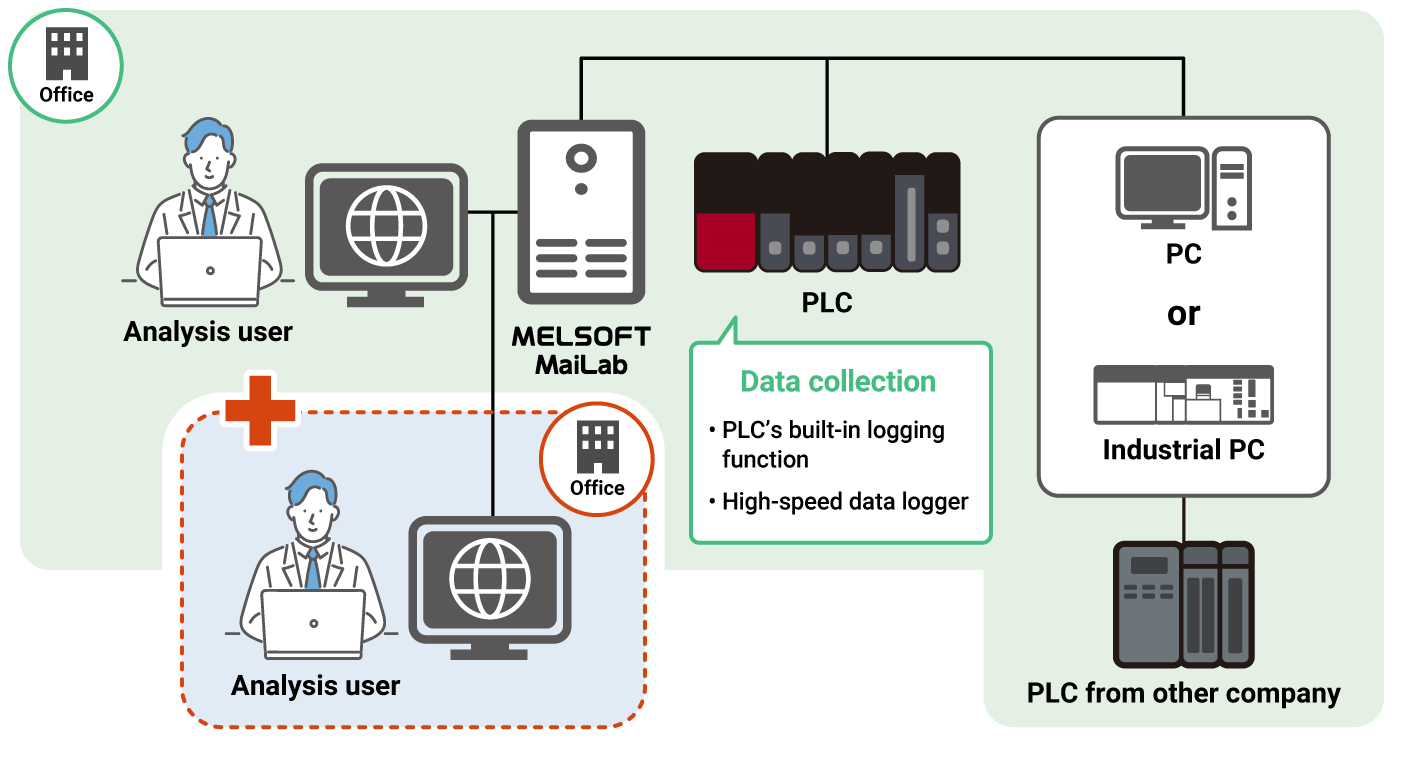 Office
Analysis user
MELSOFT
MaiLab
PLC
Data collection
• PLC’s built-in logging
function
• High-speed data logger
PC
or
Industrial PC
PLC from other company
Office
Analysis user